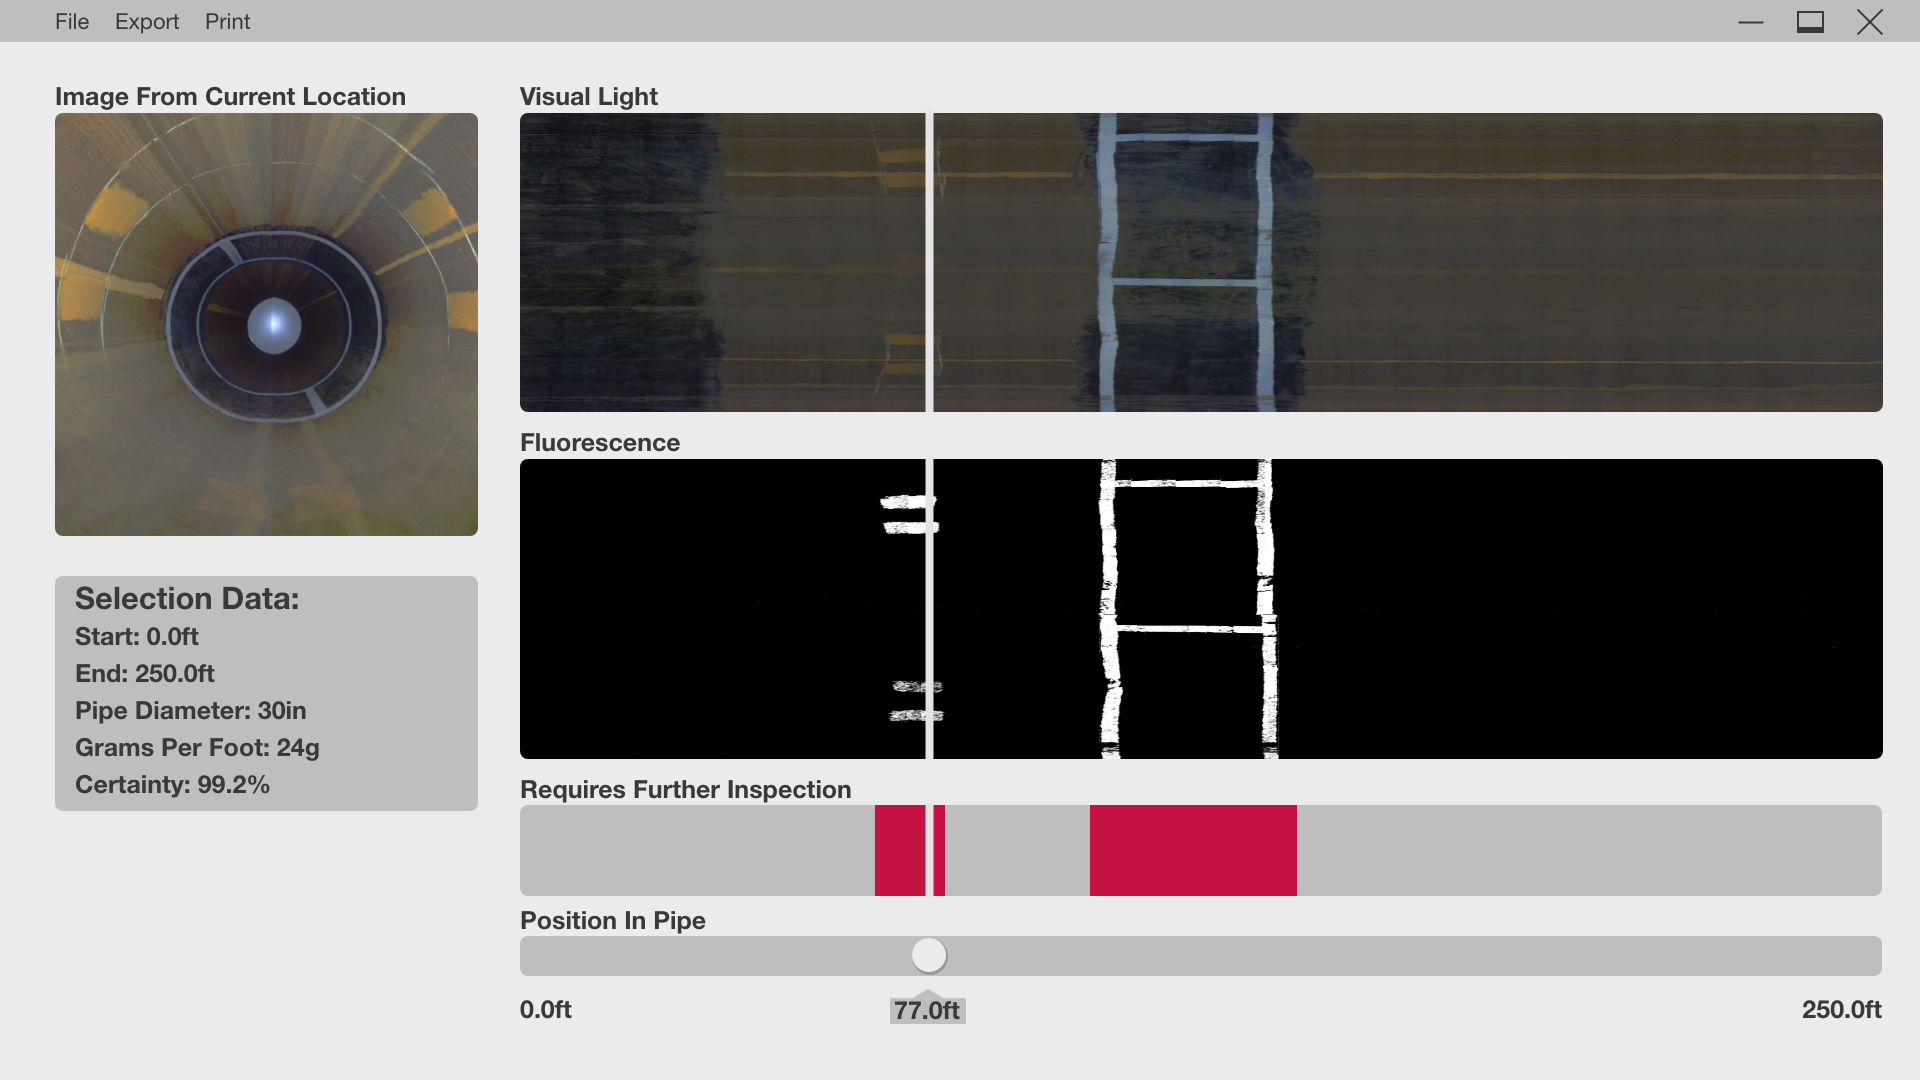 File Export Print
Image From Current Location
Visual Light
Fluorescence
Selection Data:
Start: 0.0ft
End: 250.0ft
Pipe Diameter: 30in
Grams Per Foot: 24g
Certainty: 99.2%
Requires Further Inspection
Position In Pipe
0.0ft
77.0ft
250.0ft